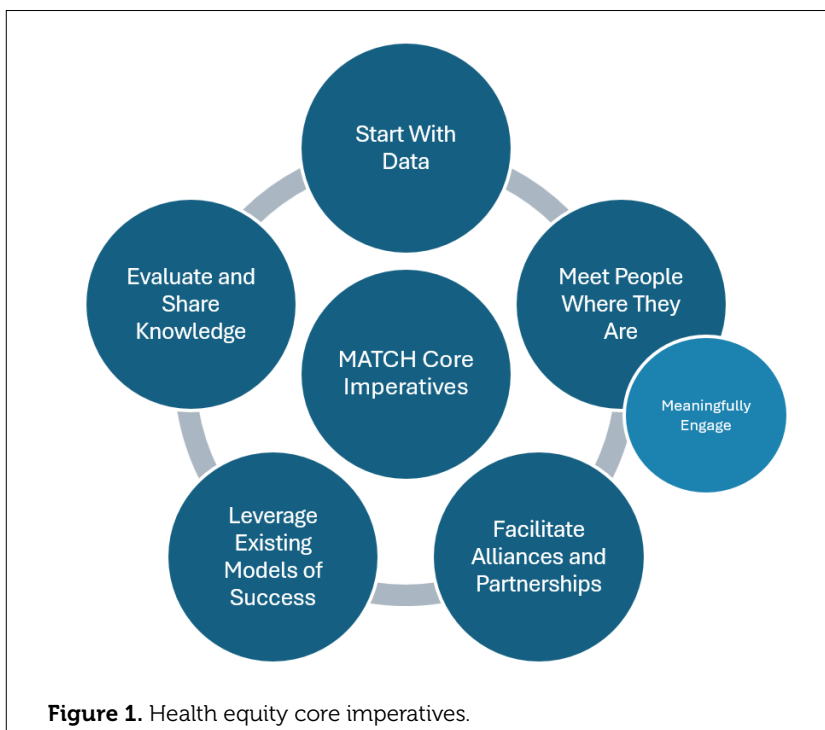 Start With
Data
Meet People
Where They
Are
Meaningfully
Engage
Facilitate
Alliances and
Partnerships
Leverage
Existing
Models of
Success
Evaluate and
Share
Knowledge
MATCH Core
Imperatives
Figure 1. Health equity core imperatives.